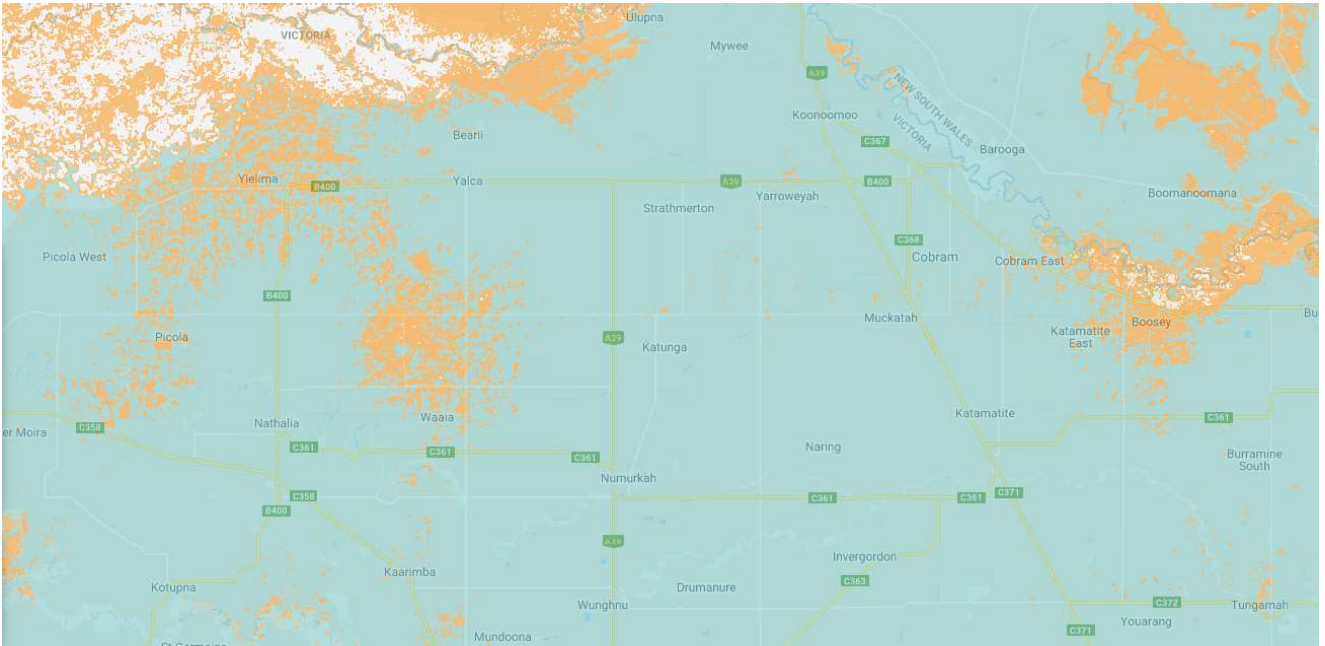 VICTORIA
Ulupna
Mywee
A39
NEW SOUTH WALES
VICTORIA
Koonoomoo
Bearii
C367
Barooga
Yielima
B400
Yalca
A39
B400
Yarroweyah
Boomanoomana
Strathmerton
C368
Picola West
Cobram
Cobram East
B400
Muckatah
Boosey
Bu
Picola
A39
Katunga
Katamatite
East
Waaia
Katamatite
C361
Nathalia
C358
er Moira
C361
C361
C361
Naring
Burramine
South
Numurkah
C358
C361
C361
C371
B400
A39
Invergordon
Kaarimba
C363
Kotupna
Drumanure
Wunghnu
C372
Tungamah
Youarang
C371
Mundoona